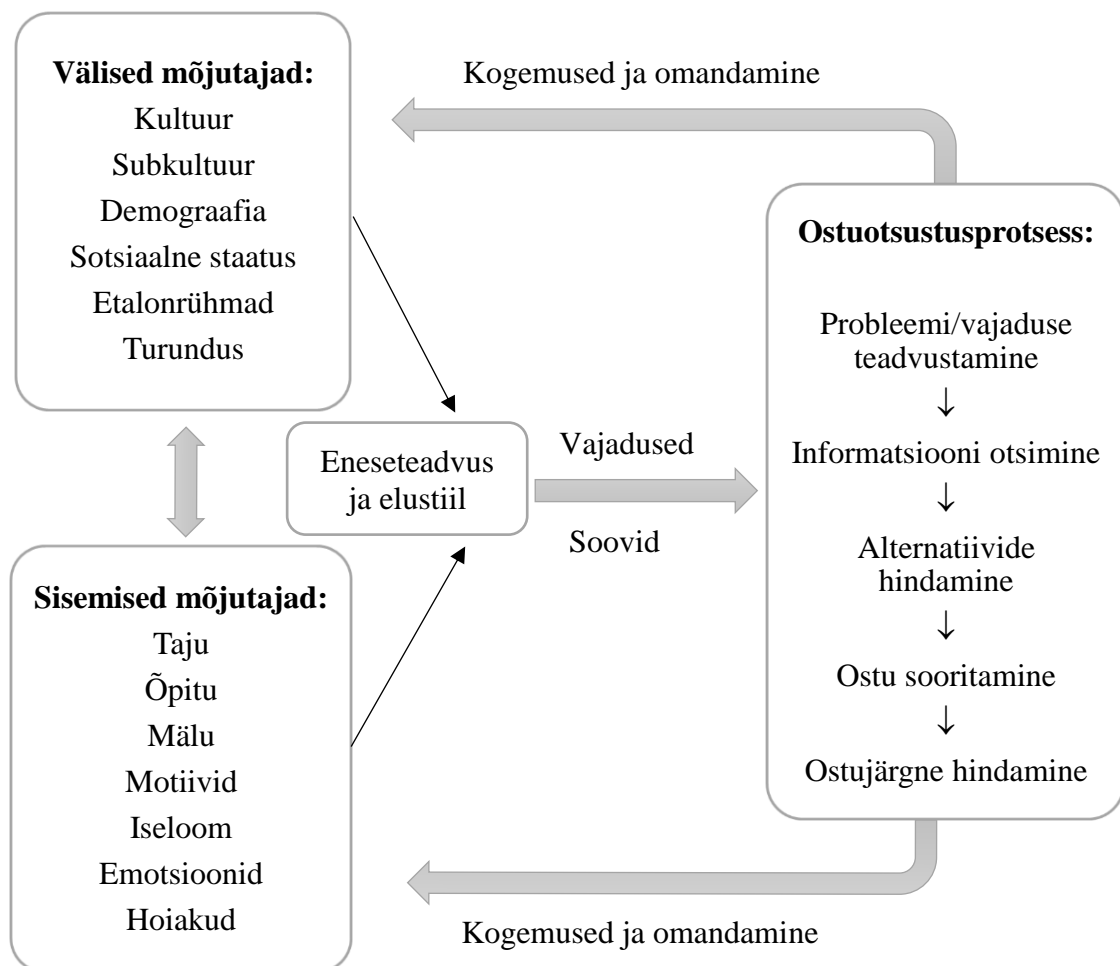 Välised mõjutajad:
Kultuur
Subkultuur
Demograafia
Sotsiaalne staatus
Etalonrühmad
Turundus
Kogemused ja omandamine
Eneseteadvus
ja elustiil
Vajadused
Soovid
Sisemised mõjutajad:
Taju
Õpitu
Mälu
Motiivid
Iseloom
Emotsioonid
Hoiakud
Ostuotsustusprotsess:
Probleemi/vajaduse
teadvustamine
↓
Informatsiooni otsimine
↓
Alternatiivide
hindamine
↓
Ostu sooritamine
↓
Ostujärgne hindamine
Kogemused ja omandamine